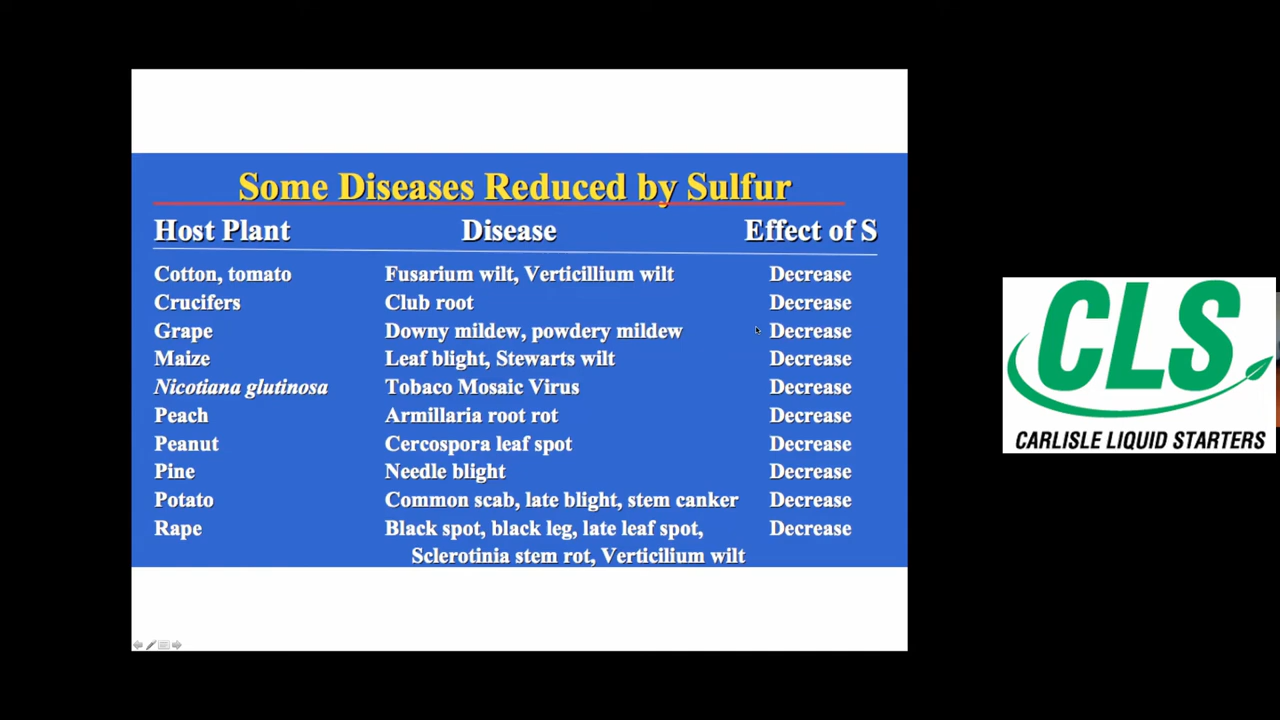 Some Diseases Reduced by Sulfur
Host Plant Disease Effect of S
Cotton, tomato Fusarium wilt, Verticillium wilt Decrease
Crucifers Club root Decrease
Grape Downy mildew, powdery mildew Decrease
Maize Leaf blight, Stewarts wilt Decrease
Nicotiana glutinosa Tobaco Mosaic Virus Decrease
Peach Armillaria root rot Decrease
Peanut Cercospora leaf spot Decrease
Pine Needle blight Decrease
Potato Common scab, late blight, stem canker Decrease
Rape Black spot, black leg, late leaf spot, Decrease
Sclerotinia stem rot, Verticilium wilt
CLS
CARLISLE LIQUID STARTERS